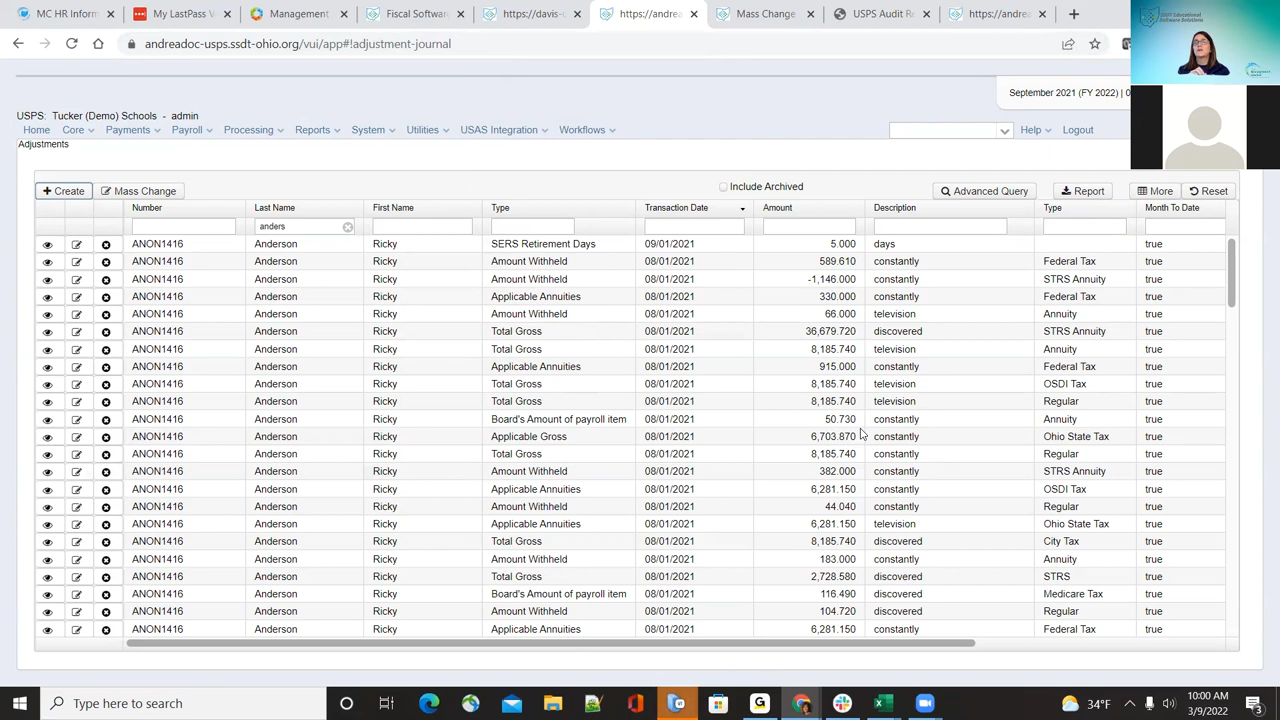 MC HR Inform
My LastPass V
Management
Fiscal Softwar
https://davis-c
https://andrea
Mass Change
USPS Audit Re
https://andrea
andreadoc-usps.ssdt-ohio.org/vui/app#!adjustment-journal
September 2021 (FY 2022) | 0
USPS: Tucker (Demo) Schools - admin
Home Core Payments Payroll Processing Reports System Utilities USAS Integration Workflows Help Logout
Adjustments
Create Mass Change Include Archived Advanced Query Report More Reset
Number Last Name First Name Type Transaction Date Amount Description Type Month To Date
anders
ANON1416 Anderson Ricky SERS Retirement Days 09/01/2021 5.000 days true
ANON1416 Anderson Ricky Amount Withheld 08/01/2021 589.610 constantly Federal Tax true
ANON1416 Anderson Ricky Amount Withheld 08/01/2021 -1,146.000 constantly STRS Annuity true
ANON1416 Anderson Ricky Applicable Annuities 08/01/2021 330.000 constantly Federal Tax true
ANON1416 Anderson Ricky Amount Withheld 08/01/2021 66.000 television Annuity true
ANON1416 Anderson Ricky Total Gross 08/01/2021 36,679.720 discovered STRS Annuity true
ANON1416 Anderson Ricky Total Gross 08/01/2021 8,185.740 television Annuity true
ANON1416 Anderson Ricky Applicable Annuities 08/01/2021 915.000 constantly Federal Tax true
ANON1416 Anderson Ricky Total Gross 08/01/2021 8,185.740 television OSDI Tax true
ANON1416 Anderson Ricky Total Gross 08/01/2021 8,185.740 television Regular true
ANON1416 Anderson Ricky Board's Amount of payroll item 08/01/2021 50.730 constantly Annuity true
ANON1416 Anderson Ricky Applicable Gross 08/01/2021 6,703.870 constantly Ohio State Tax true
ANON1416 Anderson Ricky Total Gross 08/01/2021 8,185.740 constantly Regular true
ANON1416 Anderson Ricky Amount Withheld 08/01/2021 382.000 constantly STRS Annuity true
ANON1416 Anderson Ricky Applicable Annuities 08/01/2021 6,281.150 constantly OSDI Tax true
ANON1416 Anderson Ricky Amount Withheld 08/01/2021 44.040 constantly Regular true
ANON1416 Anderson Ricky Applicable Annuities 08/01/2021 6,281.150 television Ohio State Tax true
ANON1416 Anderson Ricky Total Gross 08/01/2021 8,185.740 discovered City Tax true
ANON1416 Anderson Ricky Amount Withheld 08/01/2021 183.000 constantly Annuity true
ANON1416 Anderson Ricky Total Gross 08/01/2021 2,728.580 discovered STRS true
ANON1416 Anderson Ricky Board's Amount of payroll item 08/01/2021 116.490 discovered Medicare Tax true
ANON1416 Anderson Ricky Amount Withheld 08/01/2021 104.720 discovered Regular true
ANON1416 Anderson Ricky Applicable Annuities 08/01/2021 6,281.150 constantly Federal Tax true
Type here to search
34°F
10:00 AM
3/9/2022
3